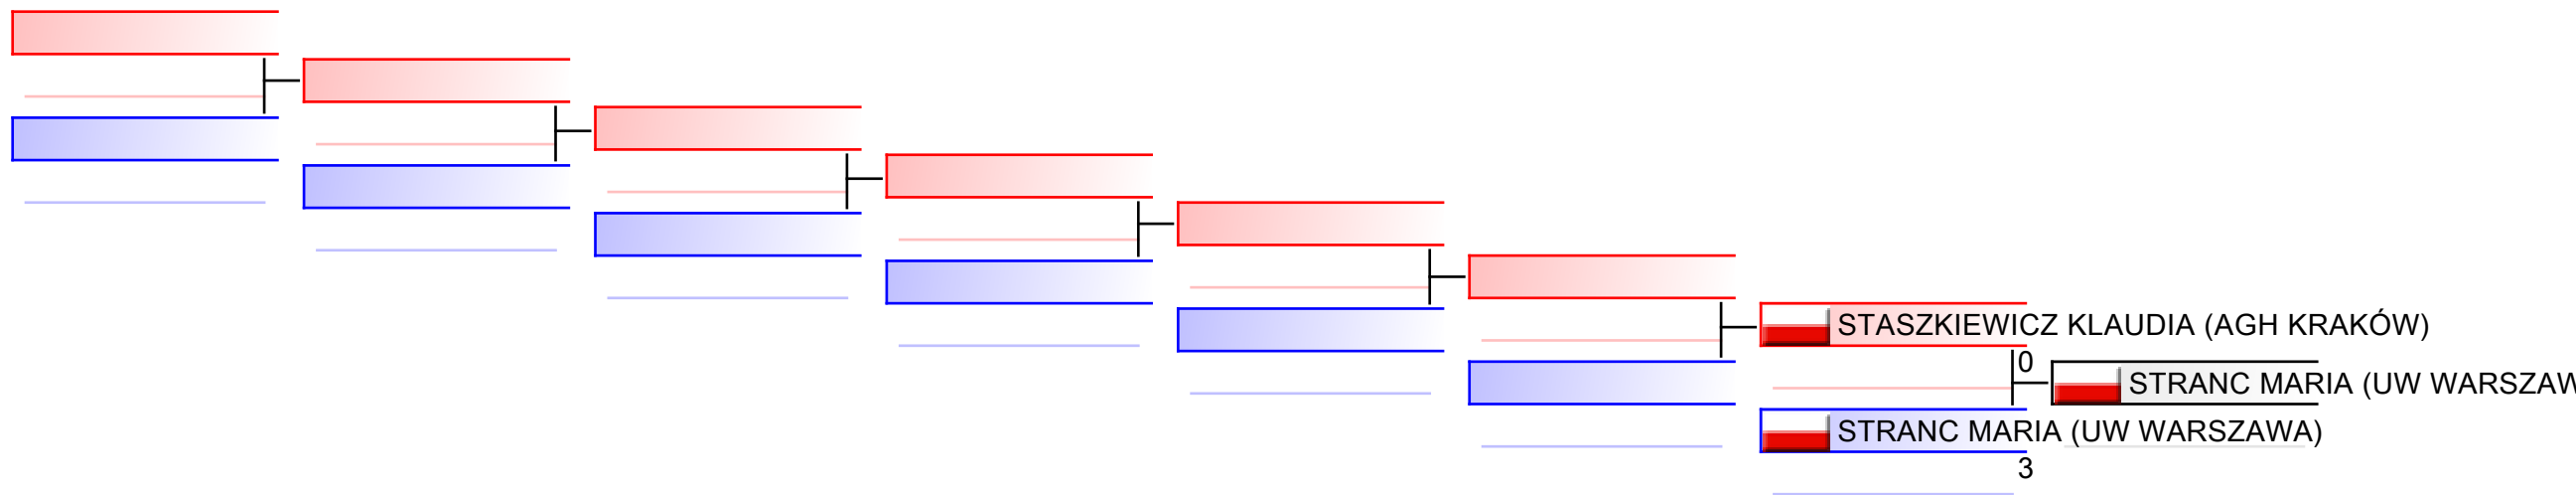 STASZKIEWICZ KLAUDIA (AGH KRAKÓW)
0
STRANC MARIA (UW WARSZAW
STRANC MARIA (UW WARSZAWA)
3